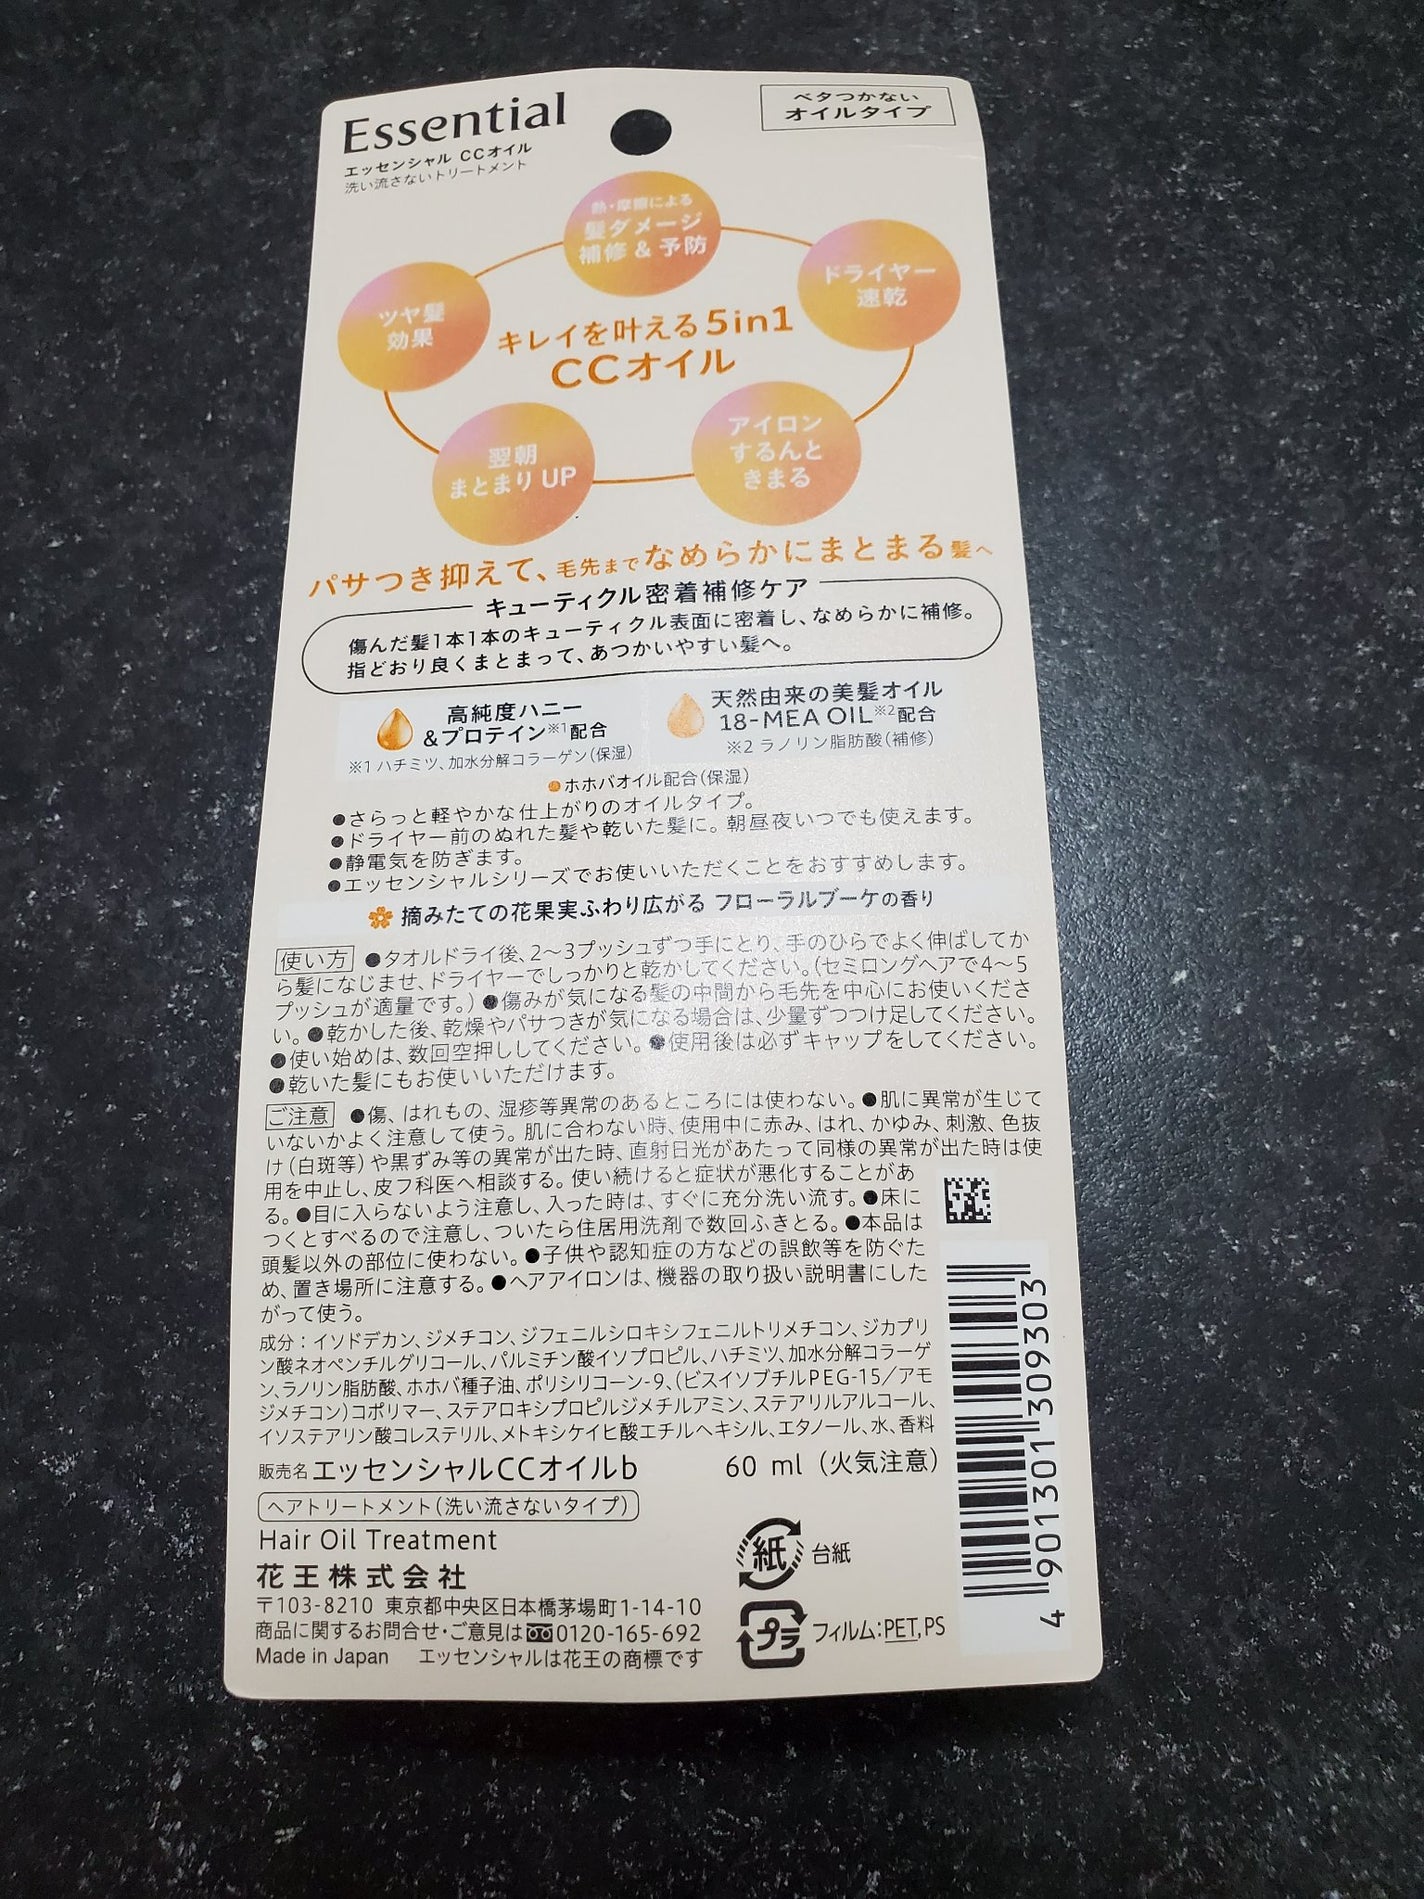 Essential
エッセンシャル CCオイル
洗い流さないトリートメント
ベタつかない
オイルタイプ
熱・摩擦による
髪ダメージ
補修 & 予防
ドライヤー
速乾
ツヤ髪
効果
キレイを叶える5in1
CCオイル
アイロン
するんと
きまる
翌朝
まとまり UP
パサつき抑えて、毛先までなめらかにまとまる髪へ
キューティクル密着補修ケア
傷んだ髪1本1本のキューティクル表面に密着し、なめらかに補修。
指どおり良くまとまって、あつかいやすい髪へ。
高純度ハニー
&プロテイン※1配合
※1 ハチミツ、加水分解コラーゲン(保湿)
天然由来の美髪オイル
18-MEA OIL※2配合
※2 ラノリン脂肪酸(補修)
ホホバオイル配合(保湿)
●さらっと軽やかな仕上がりのオイルタイプ。
●ドライヤー前のぬれた髪や乾いた髪に。朝昼夜いつでも使えます。
●静電気を防ぎます。
●エッセンシャルシリーズでお使いいただくことをおすすめします。
摘みたての花果実ふわり広がる フローラルブーケの香り
使い方 ●タオルドライ後、2～3プッシュずつ手にとり、手のひらでよく伸ばしてか
ら髪になじませ、ドライヤーでしっかりと乾かしてください。(セミロングヘアで4～5
プッシュが適量です。) ●傷みが気になる髪の中間から毛先を中心にお使いくださ
い。●乾かした後、乾燥やパサつきが気になる場合は、少量ずつつけ足してください。
●使い始めは、数回空押ししてください。●使用後は必ずキャップをしてください。
●乾いた髪にもお使いいただけます。
ご注意 ●傷、はれもの、湿疹等異常のあるところには使わない。●肌に異常が生じて
いないかよく注意して使う。肌に合わない時、使用中に赤み、はれ、かゆみ、刺激、色抜
け(白斑等)や黒ずみ等の異常が出た時、直射日光があたって同様の異常が出た時は使
用を中止し、皮フ科医へ相談する。使い続けると症状が悪化することがあ
る。●目に入らないよう注意し、入った時は、すぐに充分洗い流す。●床に
つくとすべるので注意し、ついたら住居用洗剤で数回ふきとる。●本品は
頭髪以外の部位に使わない。●子供や認知症の方などの誤飲等を防ぐた
め、置き場所に注意する。●ヘアアイロンは、機器の取り扱い説明書にした
がって使う。
成分：イソドデカン、ジメチコン、ジフェニルシロキシフェニルトリメチコン、ジカプリ
ン酸ネオペンチルグリコール、パルミチン酸イソプロピル、ハチミツ、加水分解コラーゲ
ン、ラノリン脂肪酸、ホホバ種子油、ポリシリコーン-9、(ビスイソブチルPEG-15／アモ
ジメチコン)コポリマー、ステアロキシプロピルジメチルアミン、ステアリルアルコール、
イソステアリン酸コレステリル、メトキシケイヒ酸エチルヘキシル、エタノール、水、香料
販売名 エッセンシャルCCオイルb 60 ml（火気注意）
ヘアトリートメント(洗い流さないタイプ)
Hair Oil Treatment
花王株式会社
〒103-8210 東京都中央区日本橋茅場町1-14-10
商品に関するお問合せ・ご意見は 0120-165-692
Made in Japan エッセンシャルは花王の商標です
紙 台紙
プラ フィルム:PET,PS
4 901301 309303